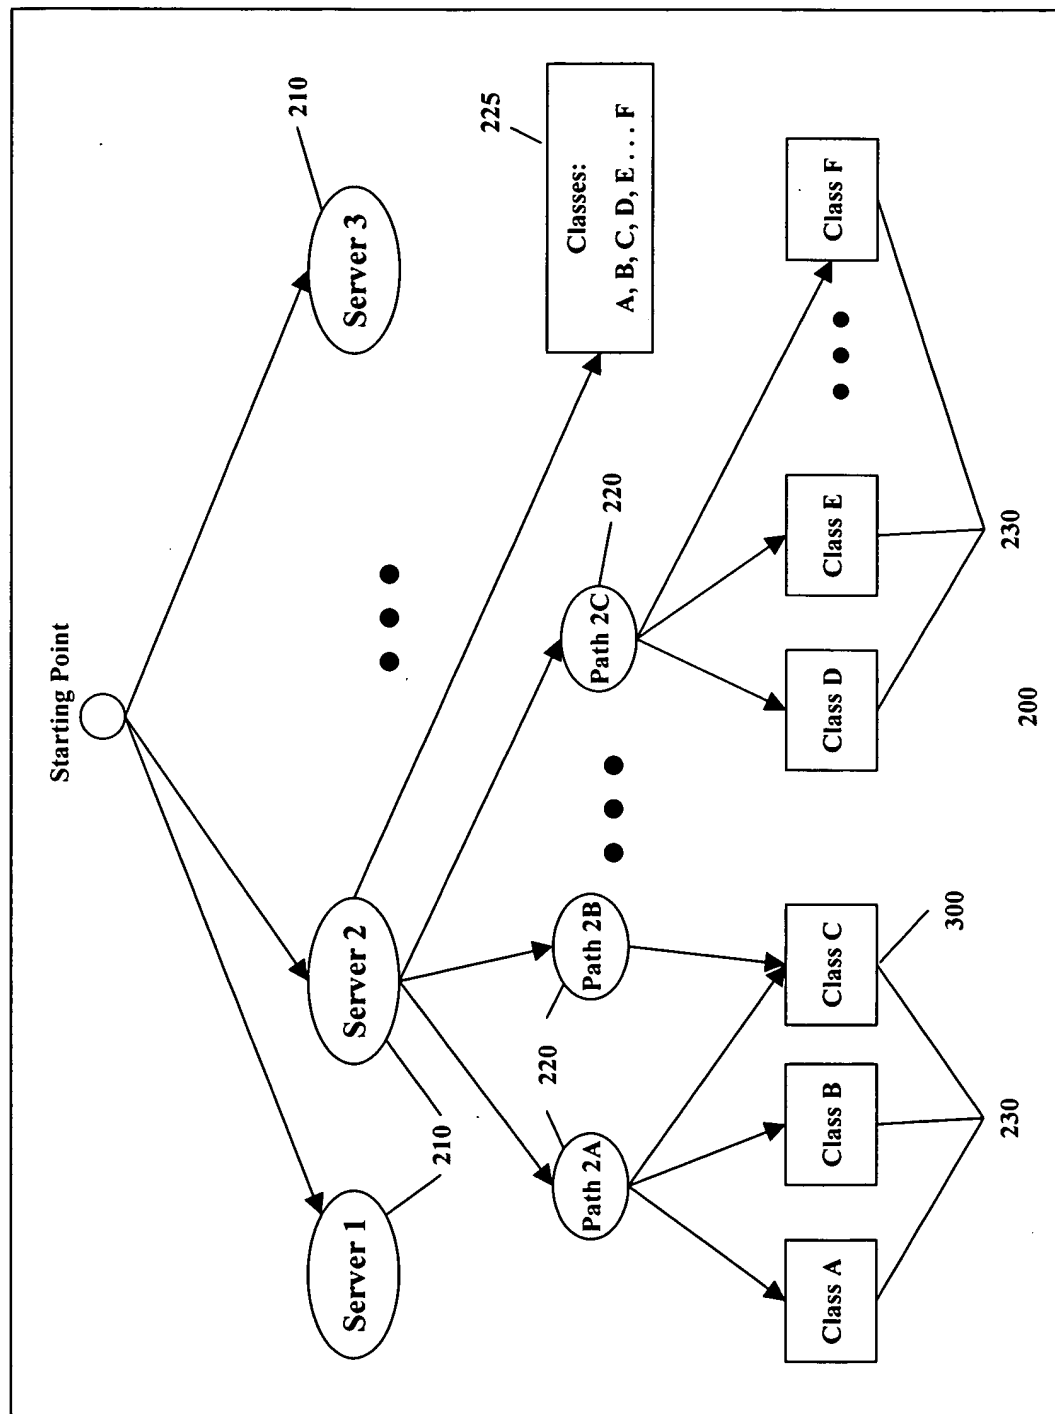 Starting Point
210
Server 1
Server 2
Server 3
210
225
Classes:
A, B, C, D, E . . . F
220
Path 2A
Path 2B
Path 2C
220
Class A
Class B
Class C
Class D
Class E
Class F
300
230
230
200